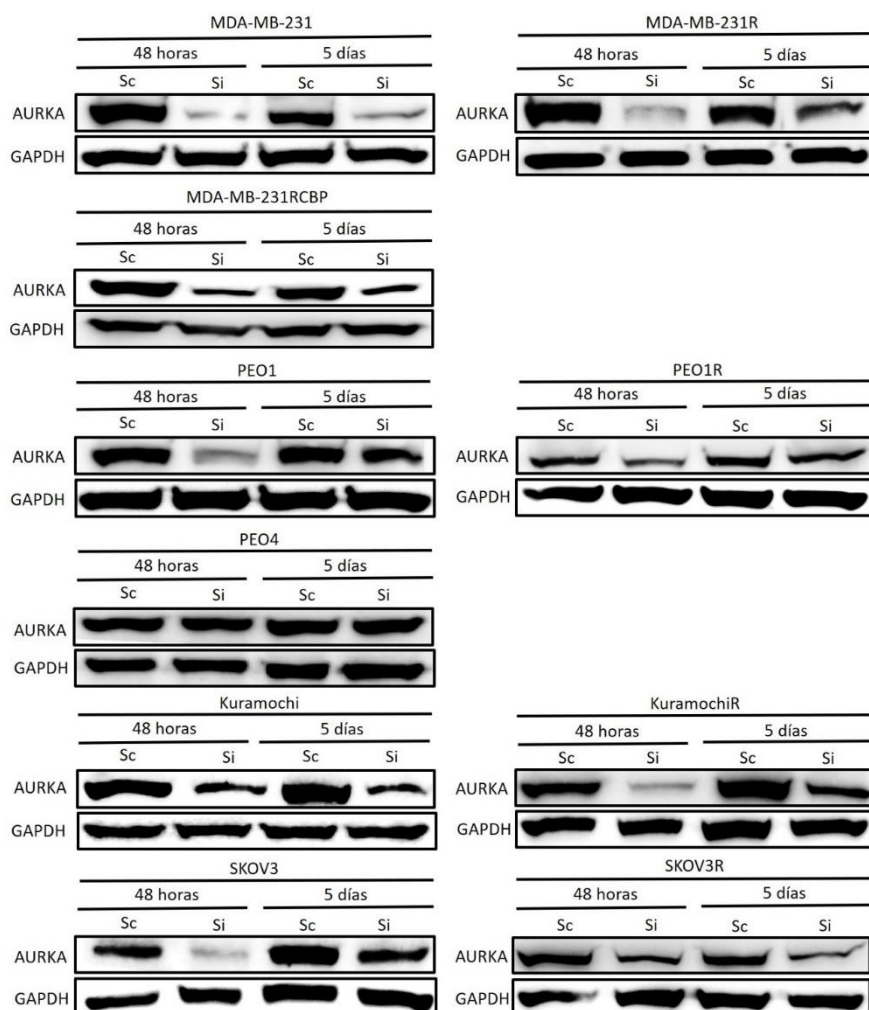 MDA-MB-231
48 horas 5 días
Sc Si Sc Si
AURKA
GAPDH
MDA-MB-231R
48 horas 5 días
Sc Si Sc Si
AURKA
GAPDH
MDA-MB-231RCBP
48 horas 5 días
Sc Si Sc Si
AURKA
GAPDH
PEO1
48 horas 5 días
Sc Si Sc Si
AURKA
GAPDH
PEO1R
48 horas 5 días
Sc Si Sc Si
AURKA
GAPDH
PEO4
48 horas 5 días
Sc Si Sc Si
AURKA
GAPDH
Kuramochi
48 horas 5 días
Sc Si Sc Si
AURKA
GAPDH
KuramochiR
48 horas 5 días
Sc Si Sc Si
AURKA
GAPDH
SKOV3
48 horas 5 días
Sc Si Sc Si
AURKA
GAPDH
SKOV3R
48 horas 5 días
Sc Si Sc Si
AURKA
GAPDH